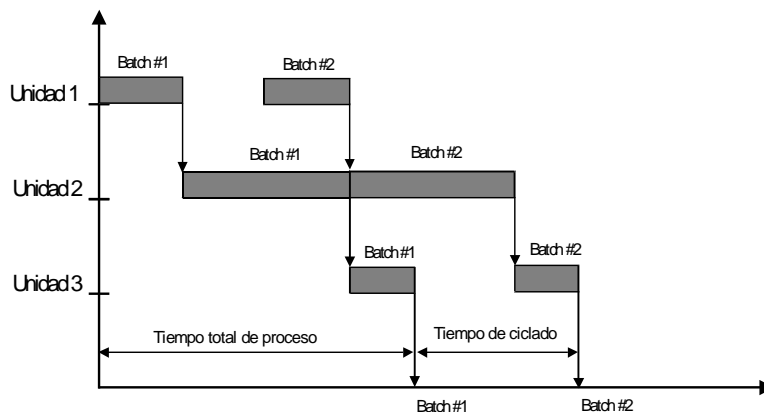 Batch #1
Batch #2
Unidad 1
Batch #1
Batch #2
Unidad 2
Batch #1
Batch #2
Unidad 3
Tiempo total de proceso
Tiempo de ciclado
Batch #1
Batch #2